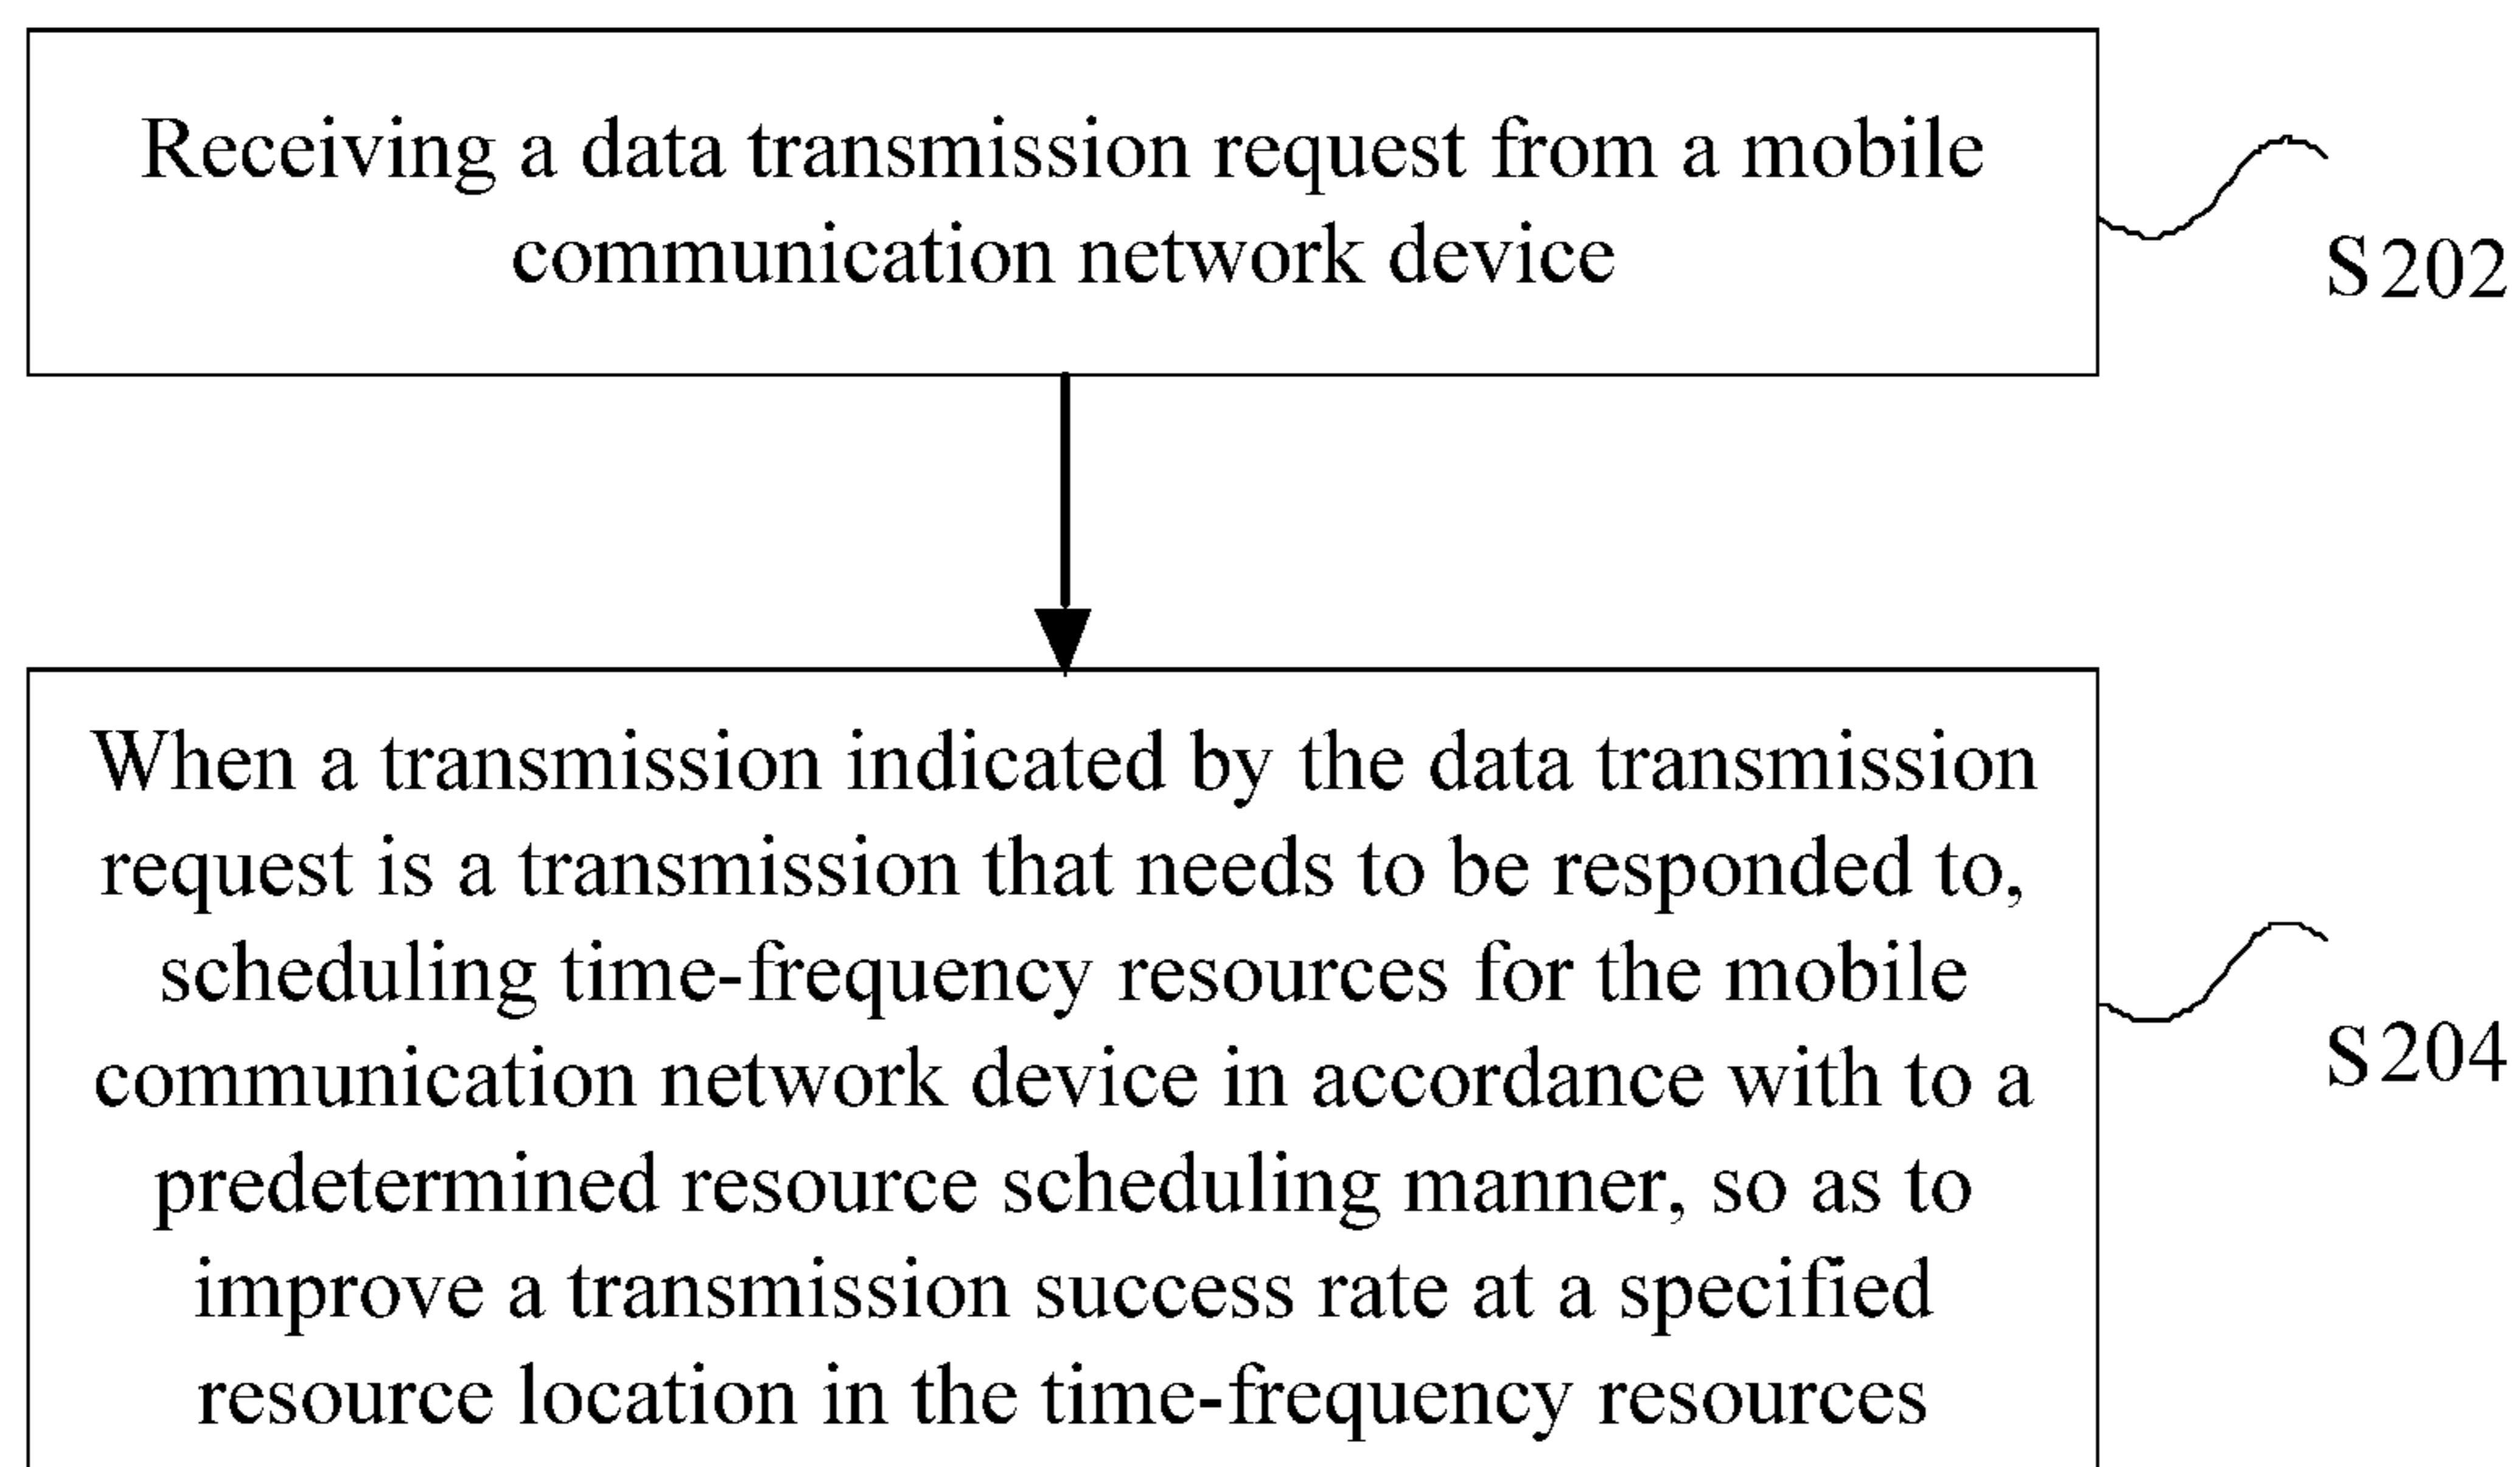 Receiving a data transmission request from a mobile
communication network device
S202
When a transmission indicated by the data transmission
request is a transmission that needs to be responded to,
scheduling time-frequency resources for the mobile
communication network device in accordance with to a
predetermined resource scheduling manner, so as to
improve a transmission success rate at a specified
resource location in the time-frequency resources
S204